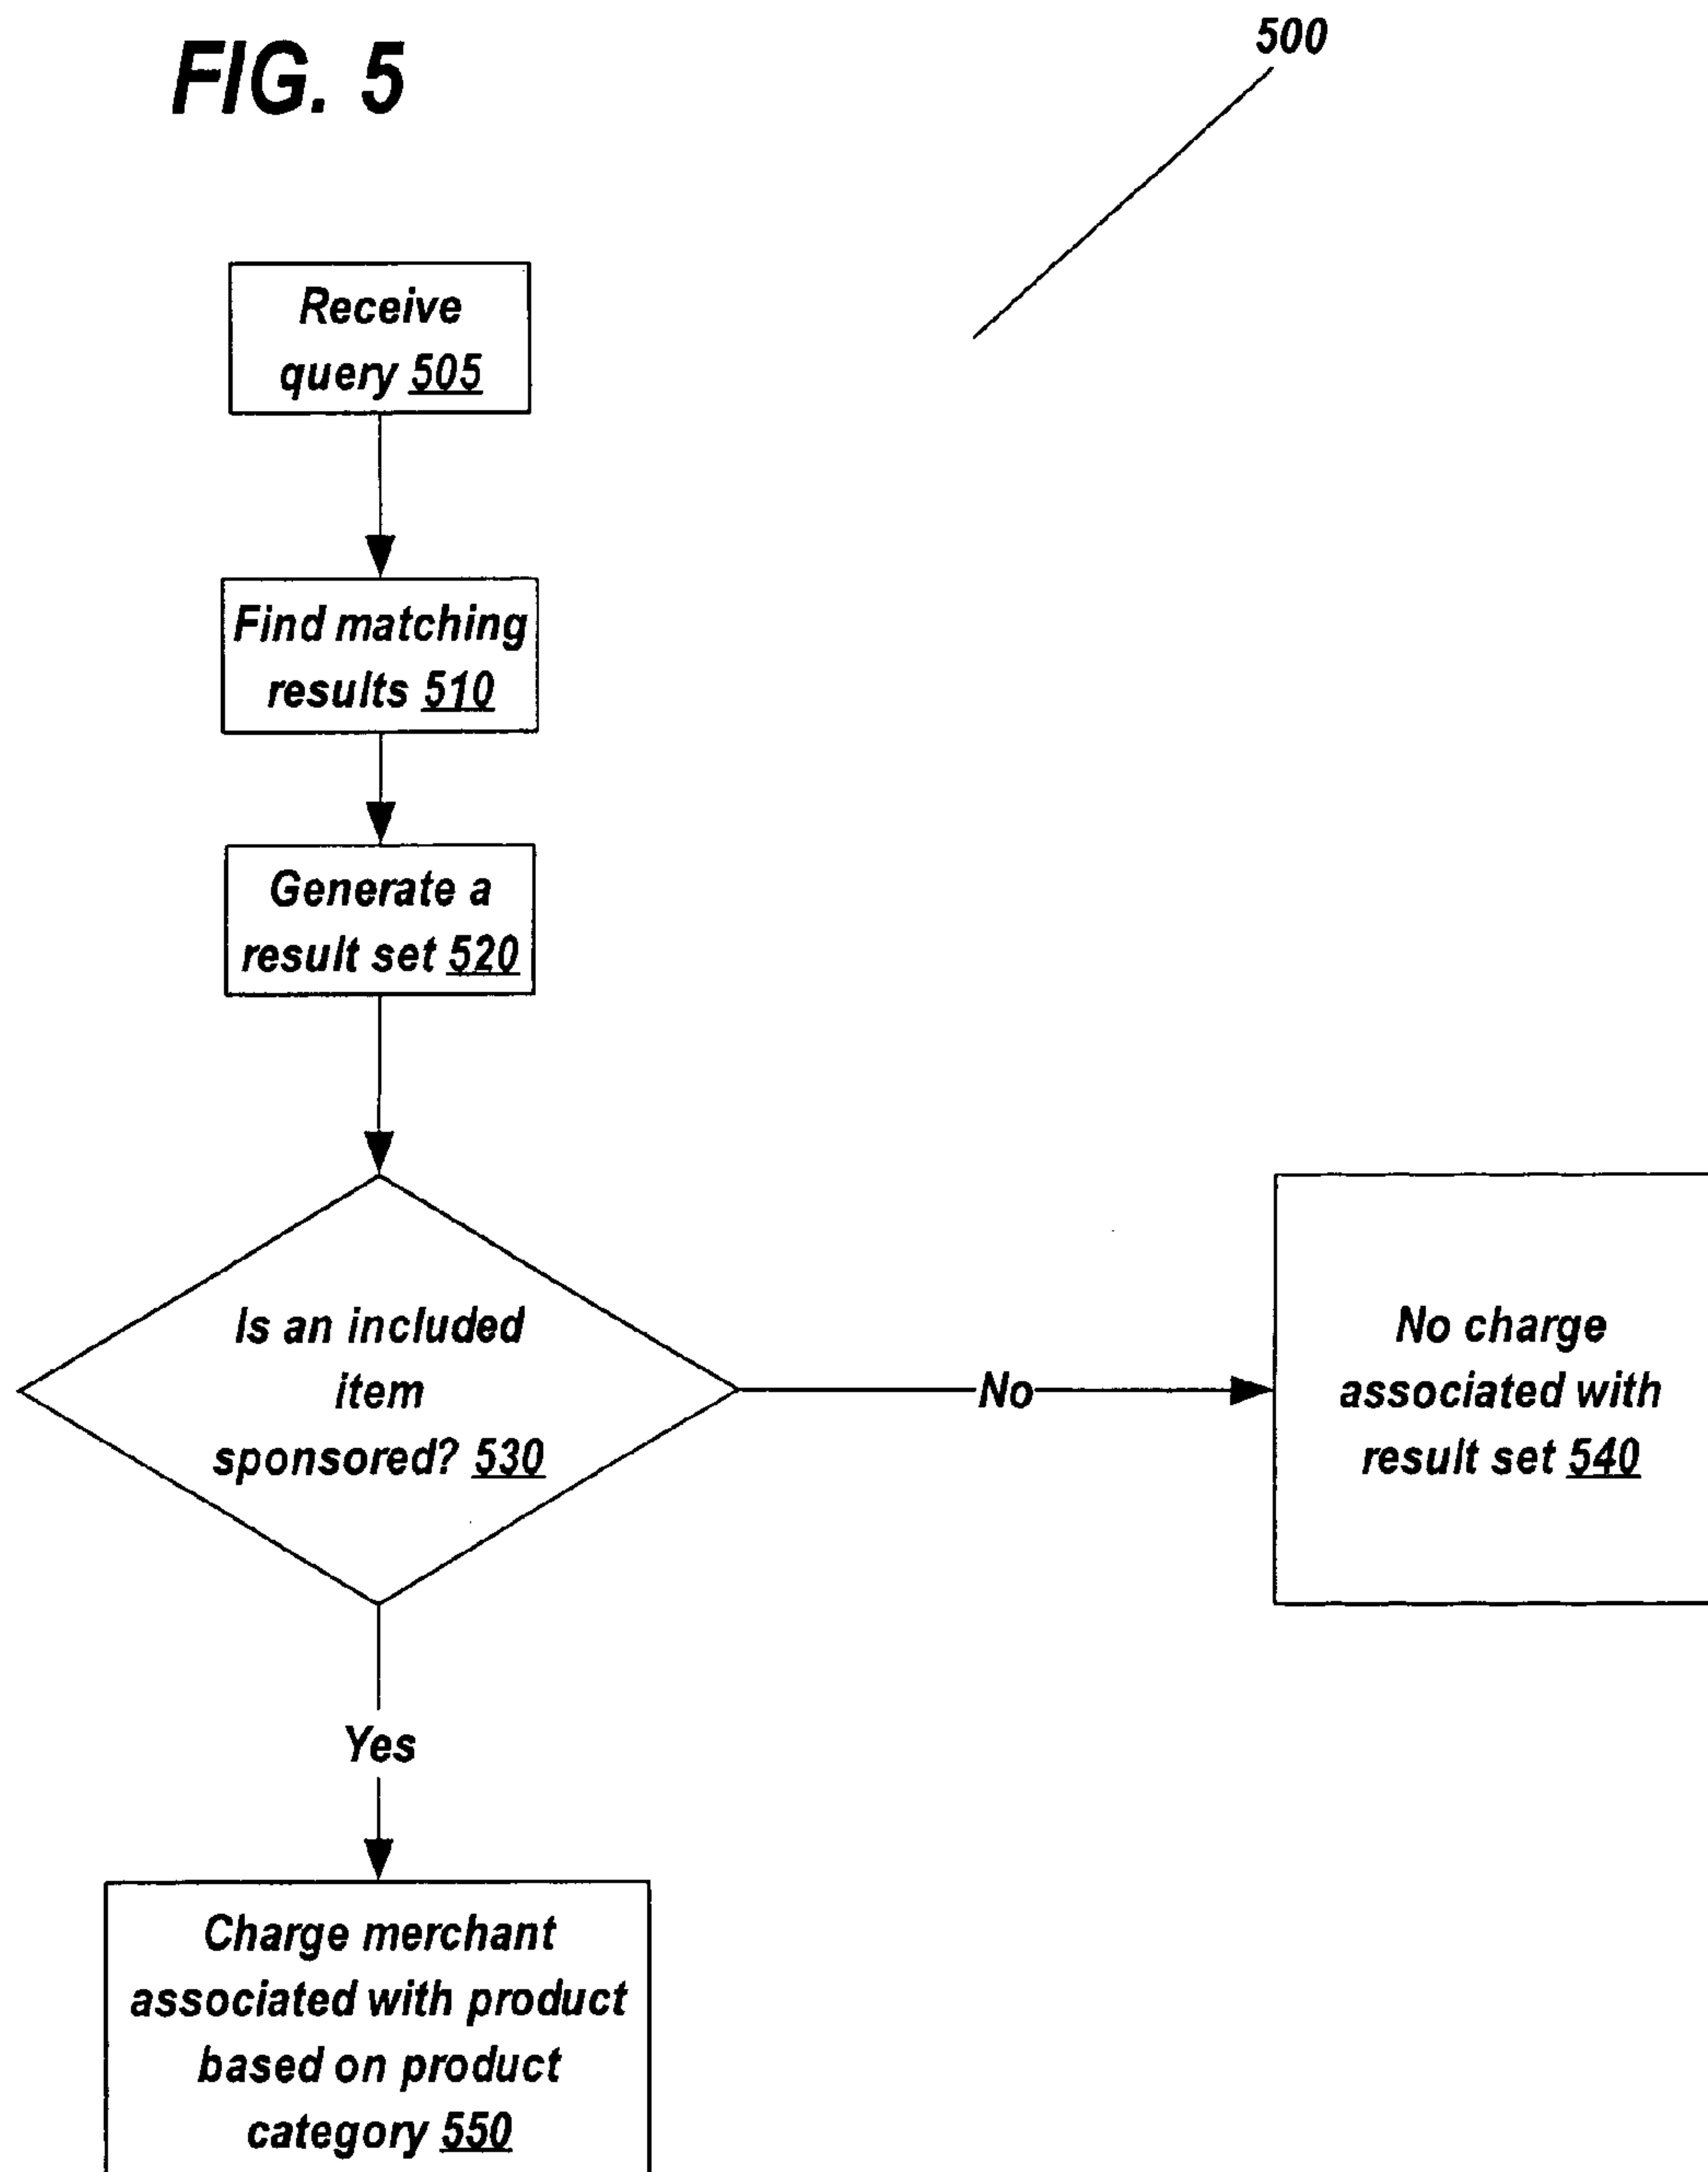 FIG. 5
500
Receive
query 505
Find matching
results 510
Generate a
result set 520
Is an included
item
sponsored? 530
No
No charge
associated with
result set 540
Yes
Charge merchant
associated with product
based on product
category 550